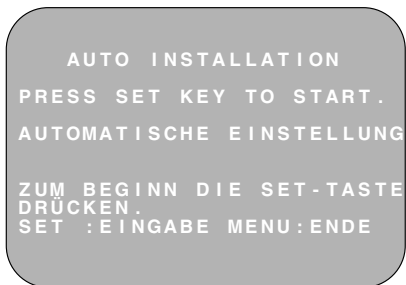 AUTO INSTALLATION
PRESS SET KEY TO START.
AUTOMATISCHE EINSTELLUNG
ZUM BEGINN DIE SET-TASTE
DRÜCKEN.
SET :EINGABE MENU:ENDE